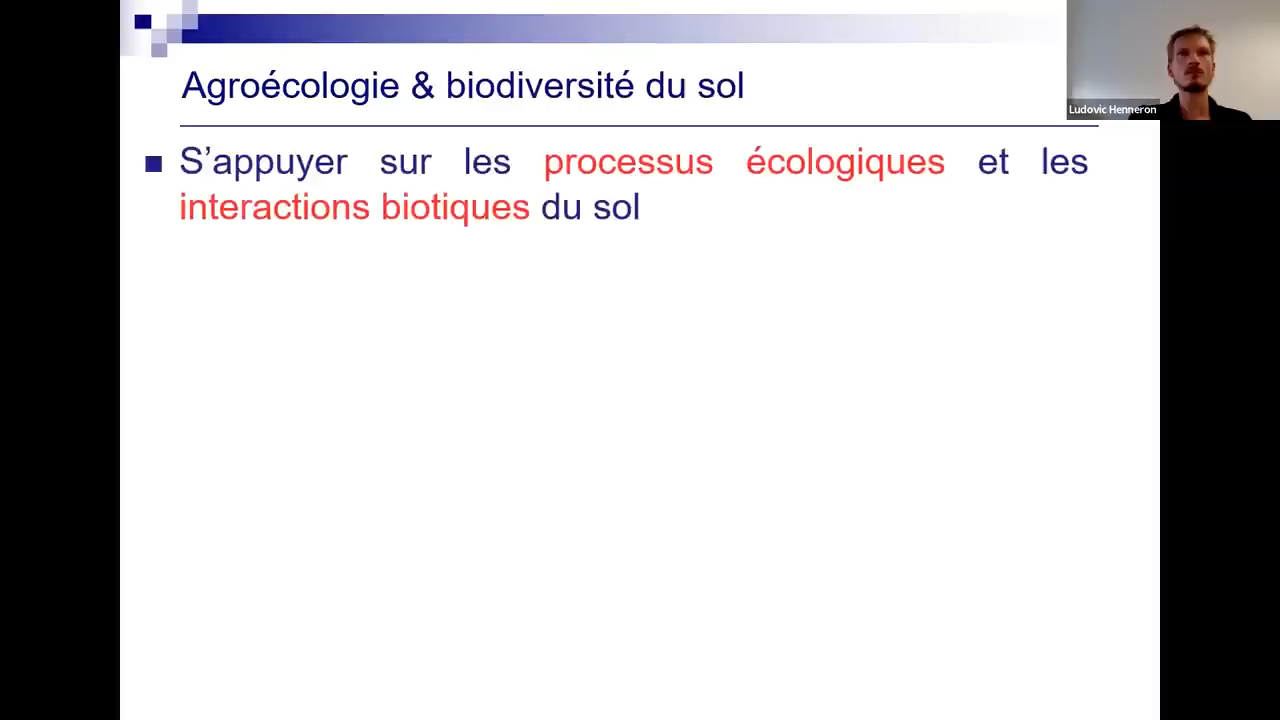 Agroécologie & biodiversité du sol
Ludovic Henneron
S’appuyer sur les processus écologiques et les
interactions biotiques du sol